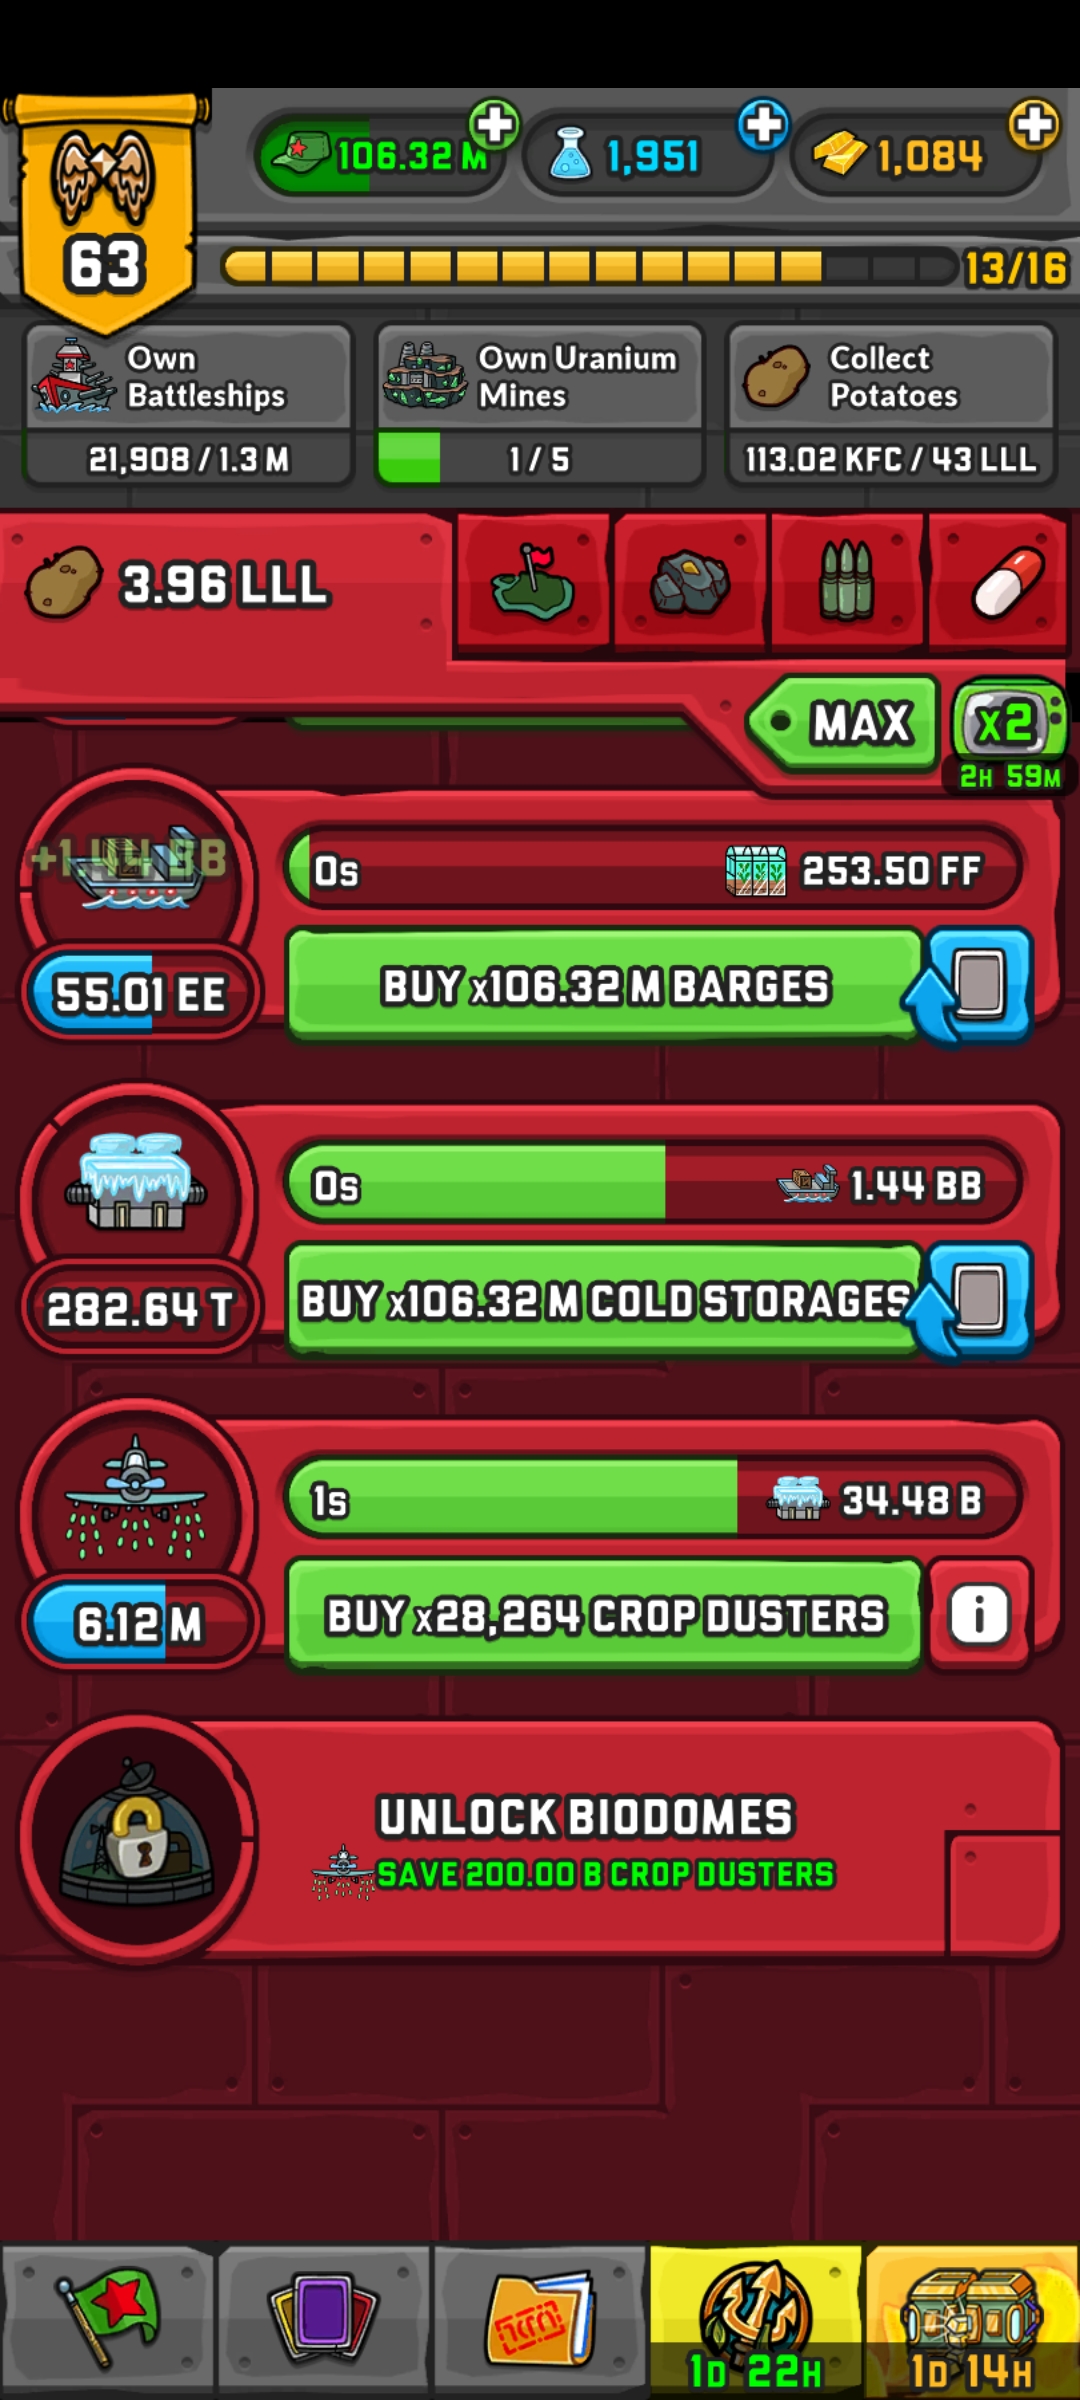 106.32 M
1,951
1,084
63
13/16
Own
Battleships
21,908 / 1.3 M
Own Uranium
Mines
1 / 5
Collect
Potatoes
113.02 KFC / 43 LLL
3.96 LLL
MAX
x2
2H 59M
0s
253.50 FF
55.01 EE
BUY x106.32 M BARGES
0s
1.44 BB
282.64 T
BUY x106.32 M COLD STORAGES
1s
34.48 B
6.12 M
BUY x28,264 CROP DUSTERS
i
UNLOCK BIODOMES
SAVE 200.00 B CROP DUSTERS
1D 22H
1D 14H